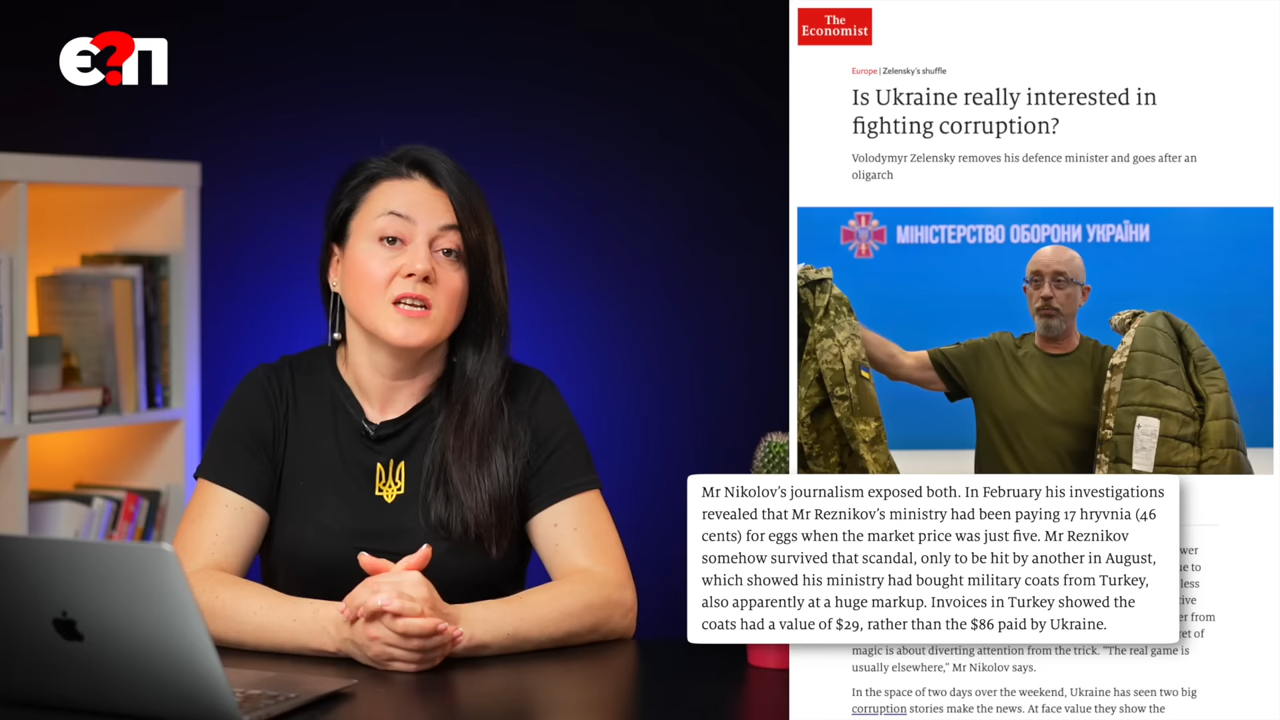 є?п
The
Economist
Europe | Zelensky's shuffle
Is Ukraine really interested in
fighting corruption?
Volodymyr Zelensky removes his defence minister and goes after an
oligarch
МІНІСТЕРСТВО ОБОРОНИ УКРАЇНИ
Mr Nikolov's journalism exposed both. In February his investigations
revealed that Mr Reznikov's ministry had been paying 17 hryvnia (46
cents) for eggs when the market price was just five. Mr Reznikov
somehow survived that scandal, only to be hit by another in August,
which showed his ministry had bought military coats from Turkey,
also apparently at a huge markup. Invoices in Turkey showed the
coats had a value of $29, rather than the $86 paid by Ukraine.
magic is about diverting attention from the trick. "The real game is
usually elsewhere," Mr Nikolov says.
In the space of two days over the weekend, Ukraine has seen two big
corruption stories make the news. At face value they show the